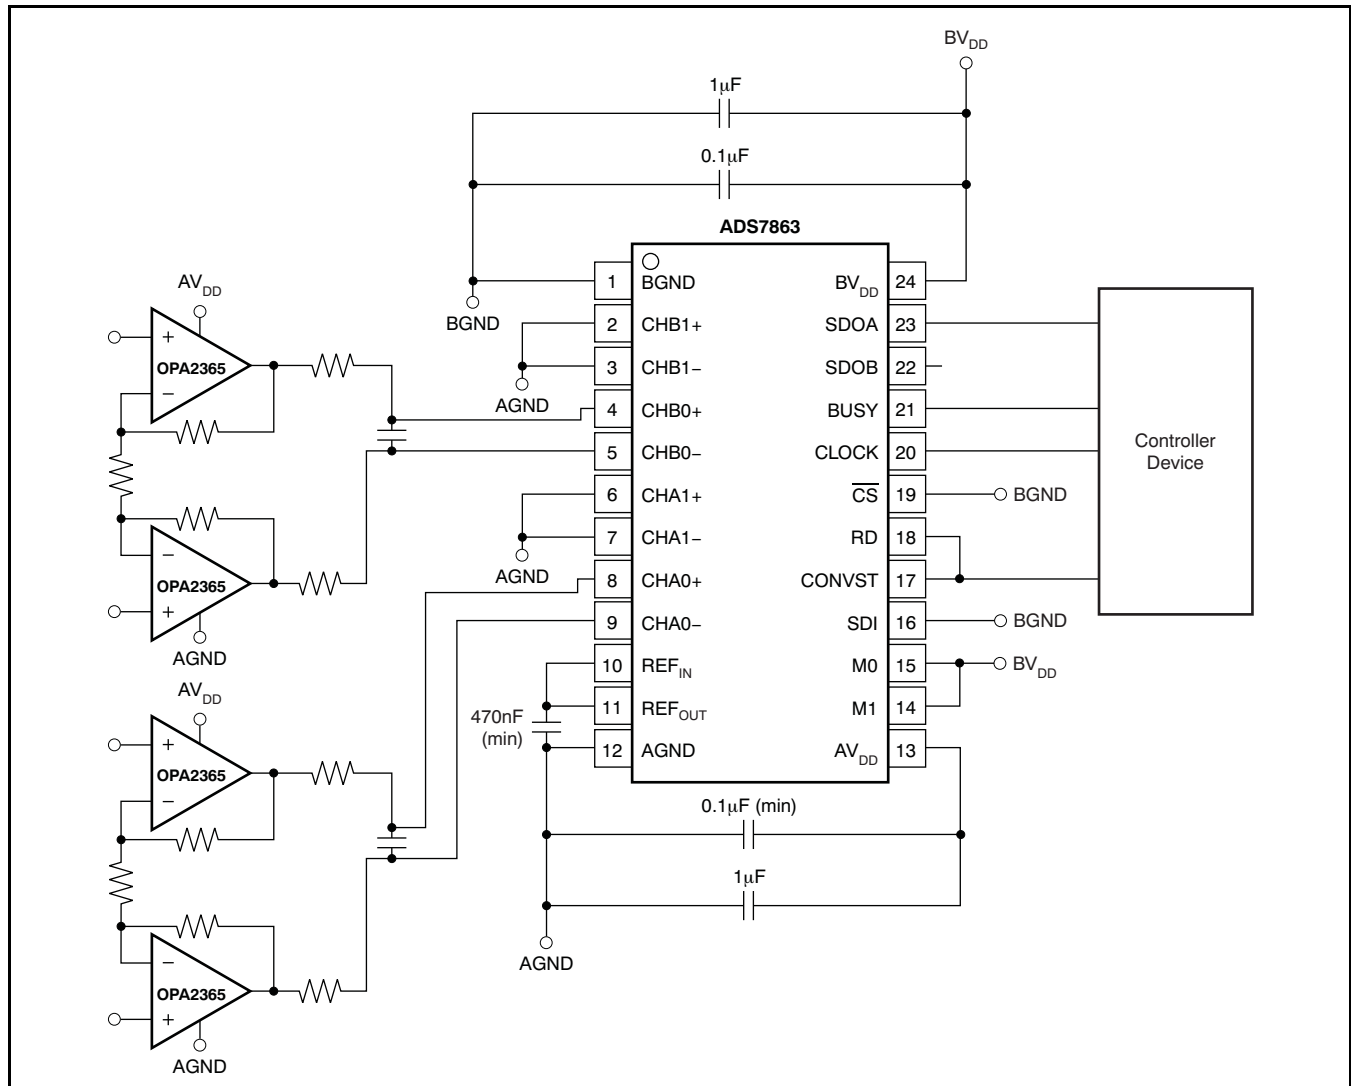 BVDD
1μF
0.1μF
ADS7863
1 BGND BVDD 24
2 CHB1+ SDOA 23
3 CHB1− SDOB 22
4 CHB0+ BUSY 21
5 CHB0− CLOCK 20
6 CHA1+ CS 19
7 CHA1− RD 18
8 CHA0+ CONVST 17
9 CHA0− SDI 16
10 REFIN M0 15
11 REFOUT M1 14
12 AGND AVDD 13
BGND
AGND
AGND
470nF
(min)
0.1μF (min)
1μF
AGND
BGND
BGND
BVDD
Controller
Device
AVDD
+
OPA2365
−
−
OPA2365
+
AGND
AVDD
+
OPA2365
−
−
OPA2365
+
AGND